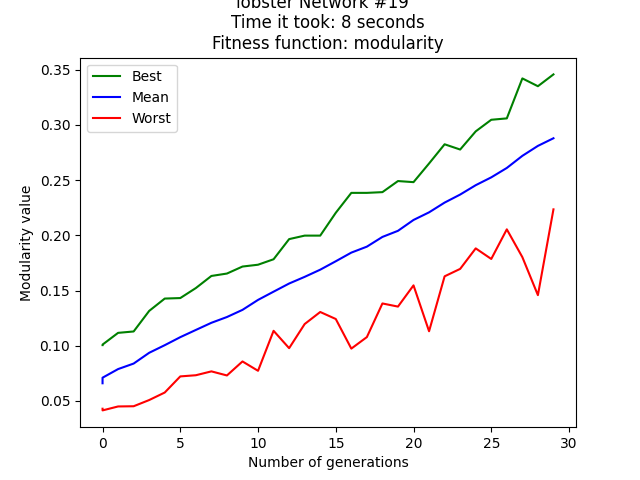 lobster Network #19
Time it took: 8 seconds
Fitness function: modularity
0.35
0.30
0.25
0.20
0.15
0.10
0.05
Modularity value
Best
Mean
Worst
0 5 10 15 20 25 30
Number of generations